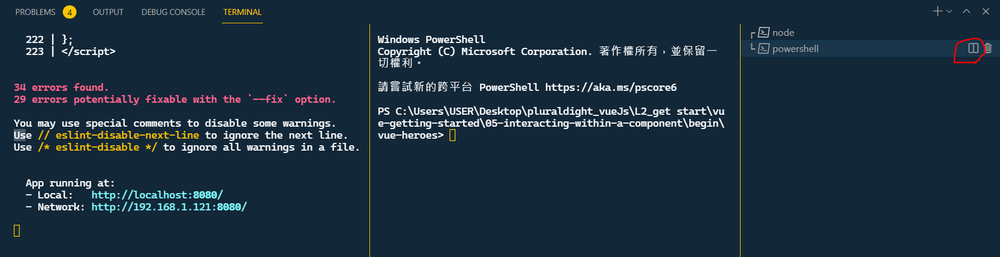 PROBLEMS 4 OUTPUT DEBUG CONSOLE TERMINAL
222 | };
223 | </script>
34 errors found.
29 errors potentially fixable with the `--fix` option.
You may use special comments to disable some warnings.
Use // eslint-disable-next-line to ignore the next line.
Use /* eslint-disable */ to ignore all warnings in a file.
App running at:
- Local: http://localhost:8080/
- Network: http://192.168.1.121:8080/
Windows PowerShell
Copyright (C) Microsoft Corporation. 著作權所有，並保留一
切權利。
請嘗試新的跨平台 PowerShell https://aka.ms/pscore6
PS C:\Users\USER\Desktop\pluraldight_vueJs\L2_get start\vu
e-getting-started\05-interacting-within-a-component\begin\
vue-heroes>
node
powershell